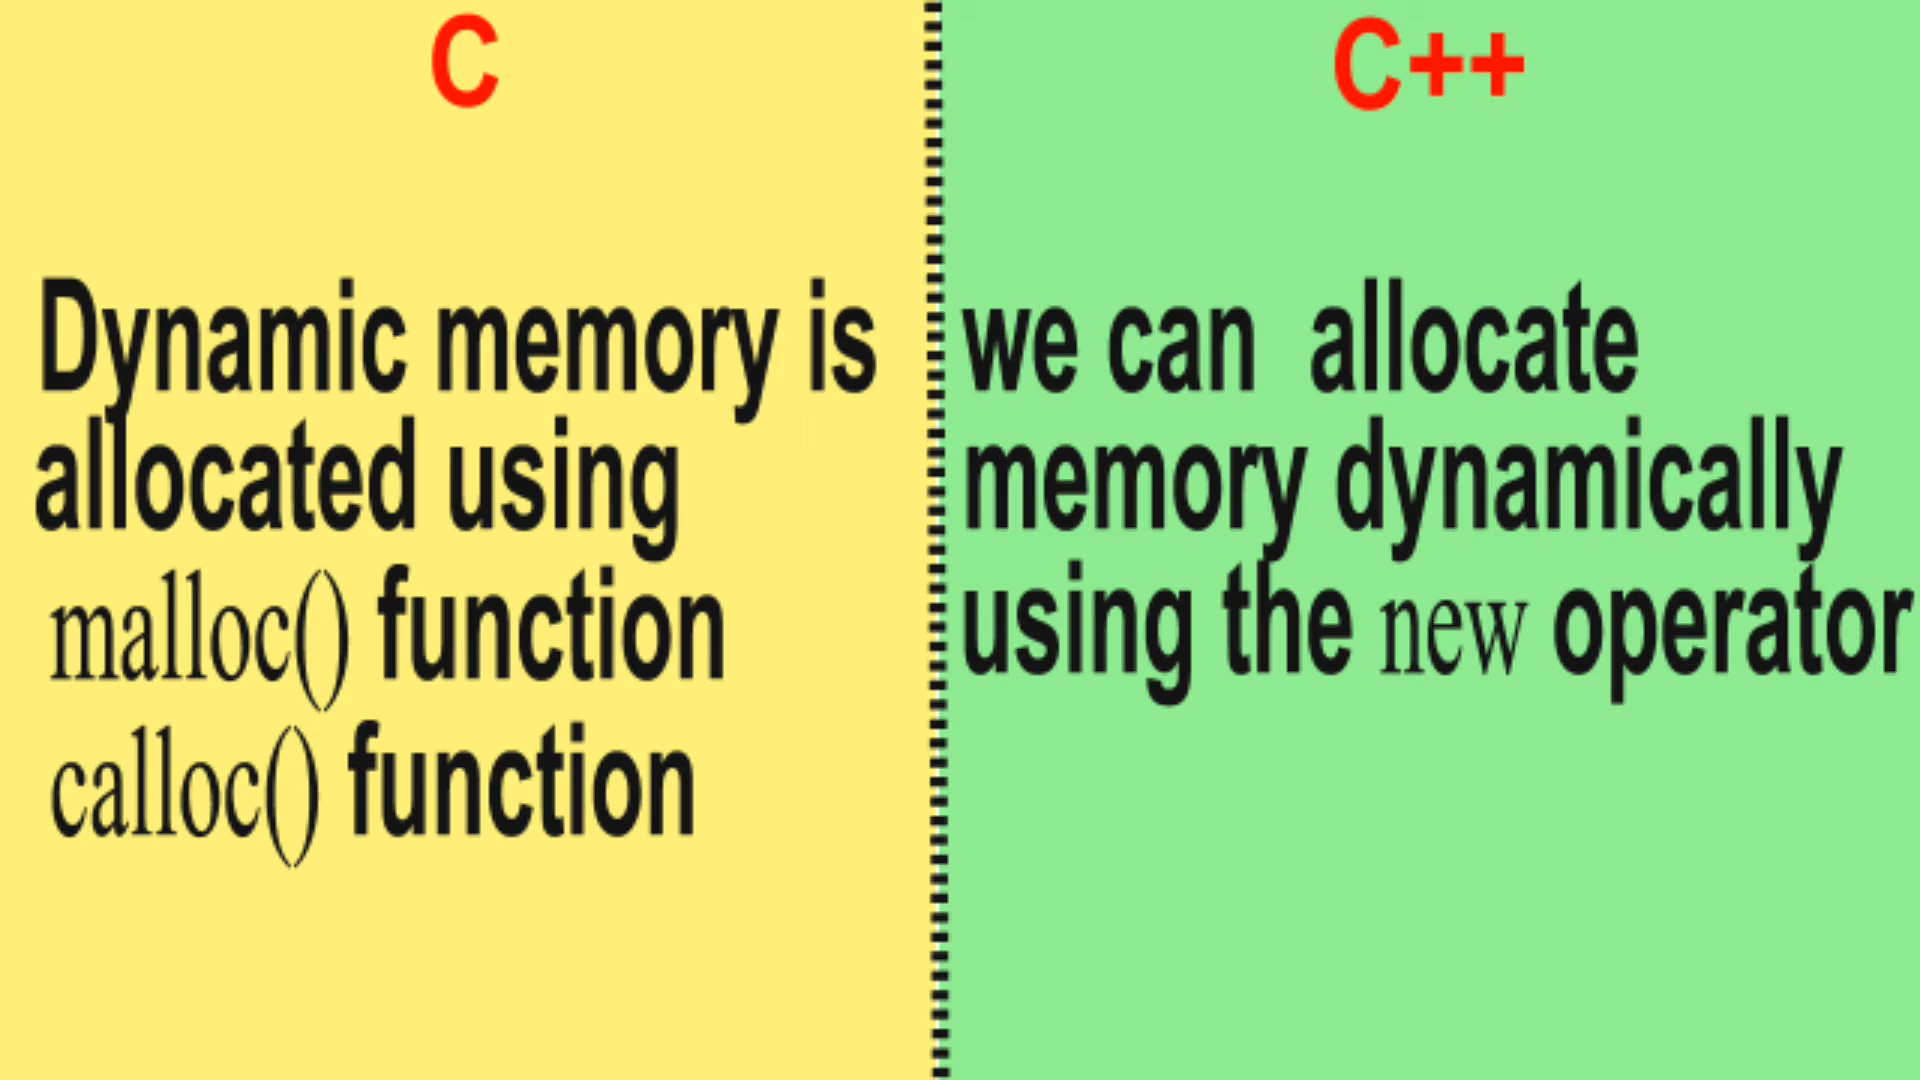 C
Dynamic memory is
allocated using
malloc() function
calloc() function
C++
we can allocate
memory dynamically
using the new operator